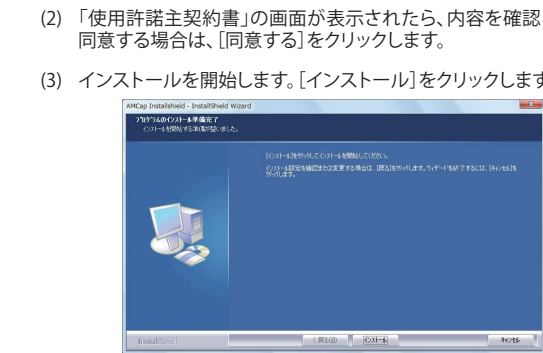 (2) 「使用許諾主契約書」の画面が表示されたら、内容を確認
同意する場合は、[同意する]をクリックします。
(3) インストールを開始します。[インストール]をクリックします
AMCap Installshield - InstallShield Wizard
プログラムのインストール準備完了
インストールを開始する準備が整いました。
[インストール]をクリックしてインストールを開始してください。
インストール設定を確認または変更する場合は、[戻る]をクリックします。ウィザードを終了するには、[キャンセル]を
クリックします。
InstallShield
< 戻る(B)
インストール
キャンセル